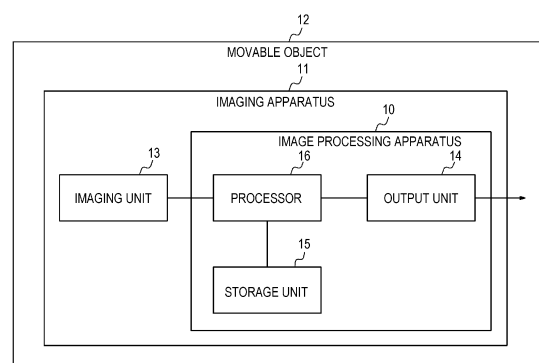 12
MOVABLE OBJECT
11
IMAGING APPARATUS
10
IMAGE PROCESSING APPARATUS
13
16
14
IMAGING UNIT
PROCESSOR
OUTPUT UNIT
15
STORAGE UNIT